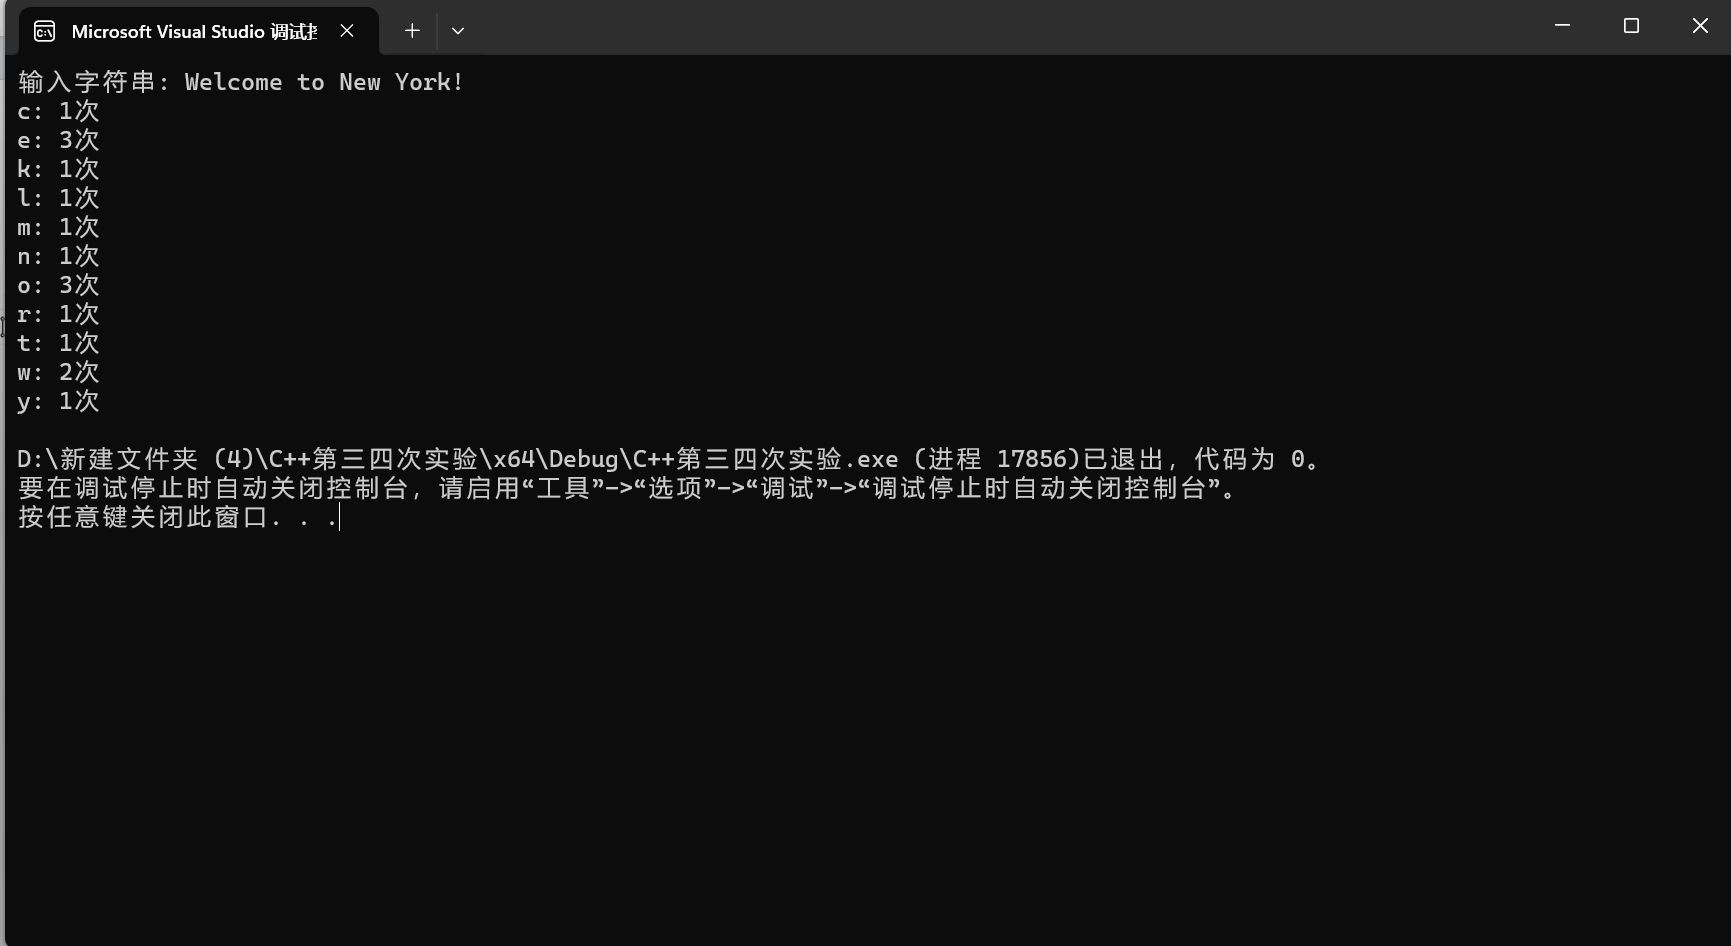 Microsoft Visual Studio 调试
输入字符串: Welcome to New York!
c: 1次
e: 3次
k: 1次
l: 1次
m: 1次
n: 1次
o: 3次
r: 1次
t: 1次
w: 2次
y: 1次
D:\新建文件夹 (4)\C++第三四次实验\x64\Debug\C++第三四次实验.exe (进程 17856)已退出，代码为 0。
要在调试停止时自动关闭控制台，请启用“工具”->“选项”->“调试”->“调试停止时自动关闭控制台”。
按任意键关闭此窗口. . .